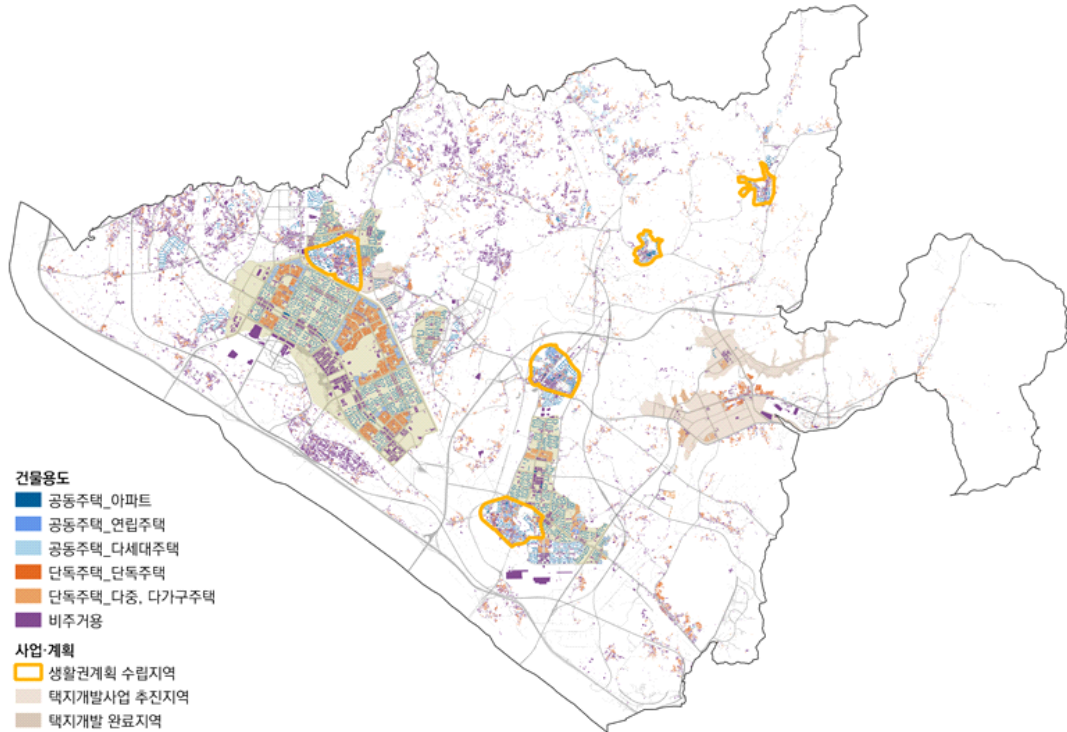 건물용도
공동주택_아파트
공동주택_연립주택
공동주택_다세대주택
단독주택_단독주택
단독주택_다중, 다가구주택
비주거용
사업·계획
생활권계획 수립지역
택지개발사업 추진지역
택지개발 완료지역